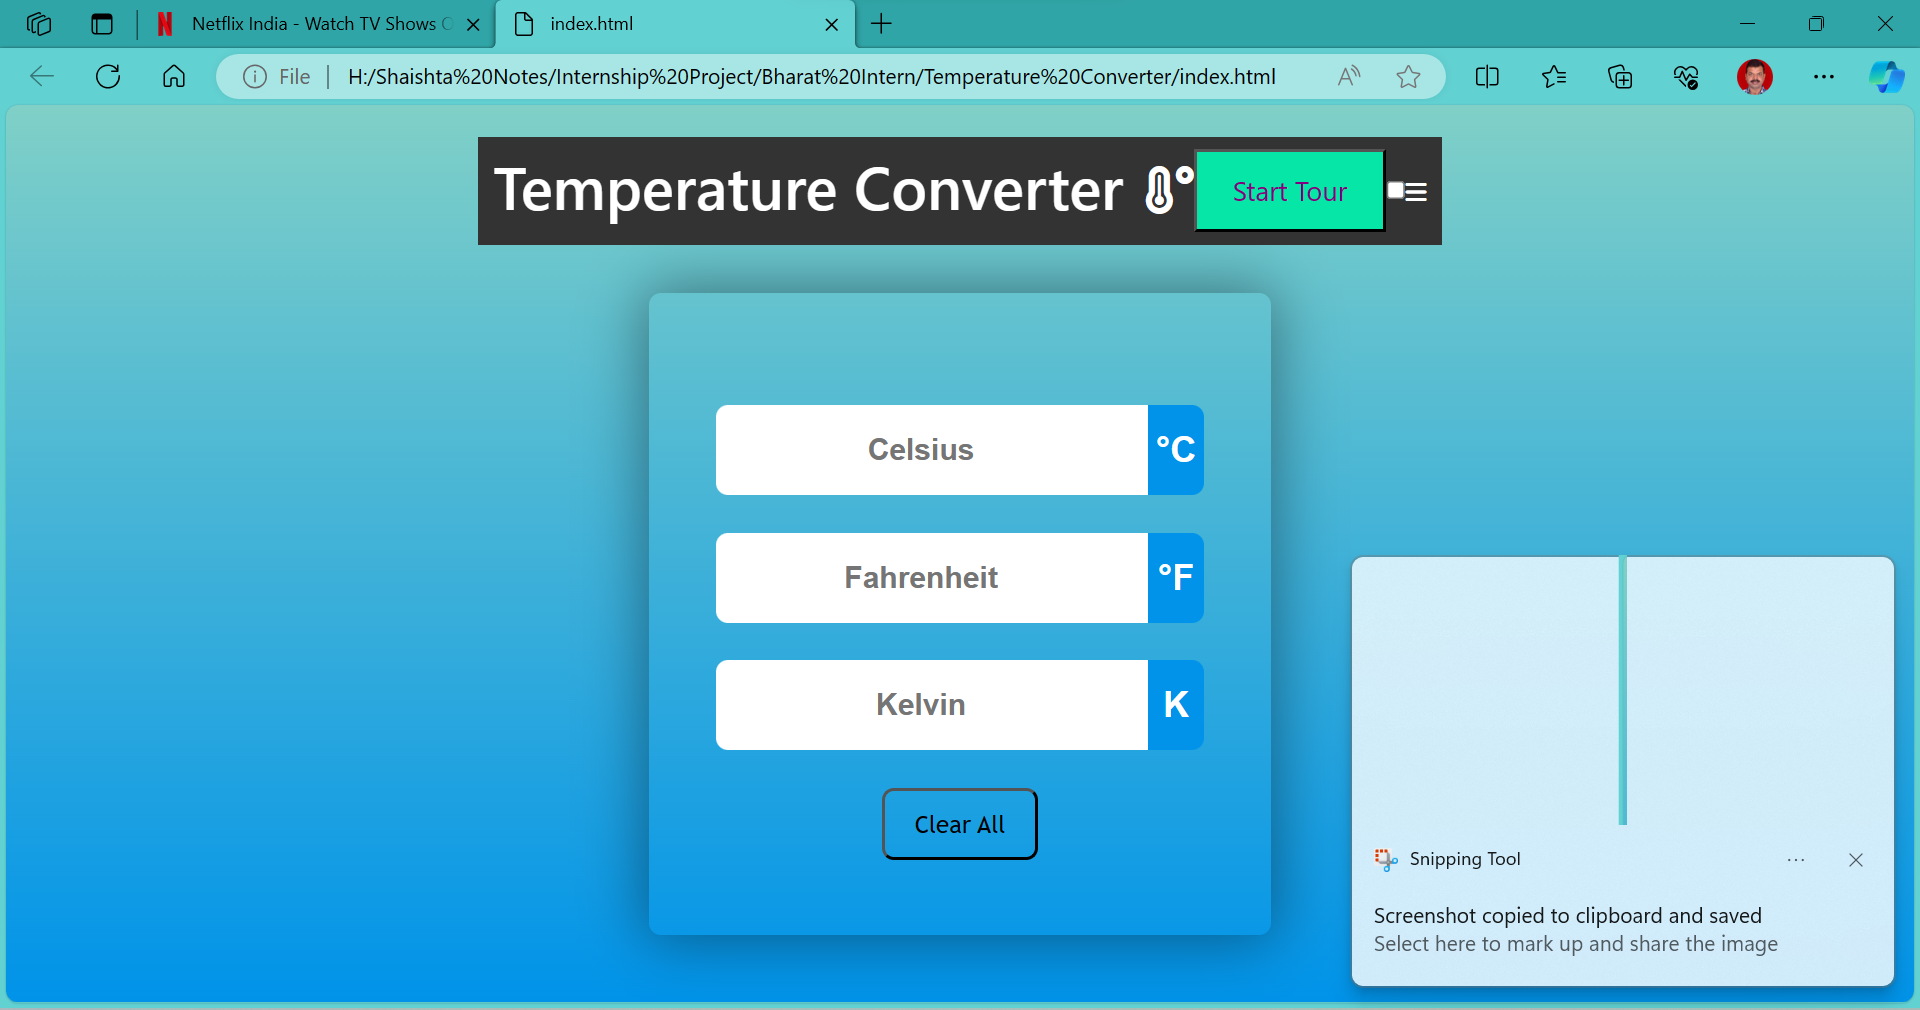 Netflix India - Watch TV Shows O
index.html
File
H:/Shaishta%20Notes/Internship%20Project/Bharat%20Intern/Temperature%20Converter/index.html
Temperature Converter
Start Tour
Celsius °C
Fahrenheit °F
Kelvin K
Clear All
Snipping Tool
Screenshot copied to clipboard and saved
Select here to mark up and share the image